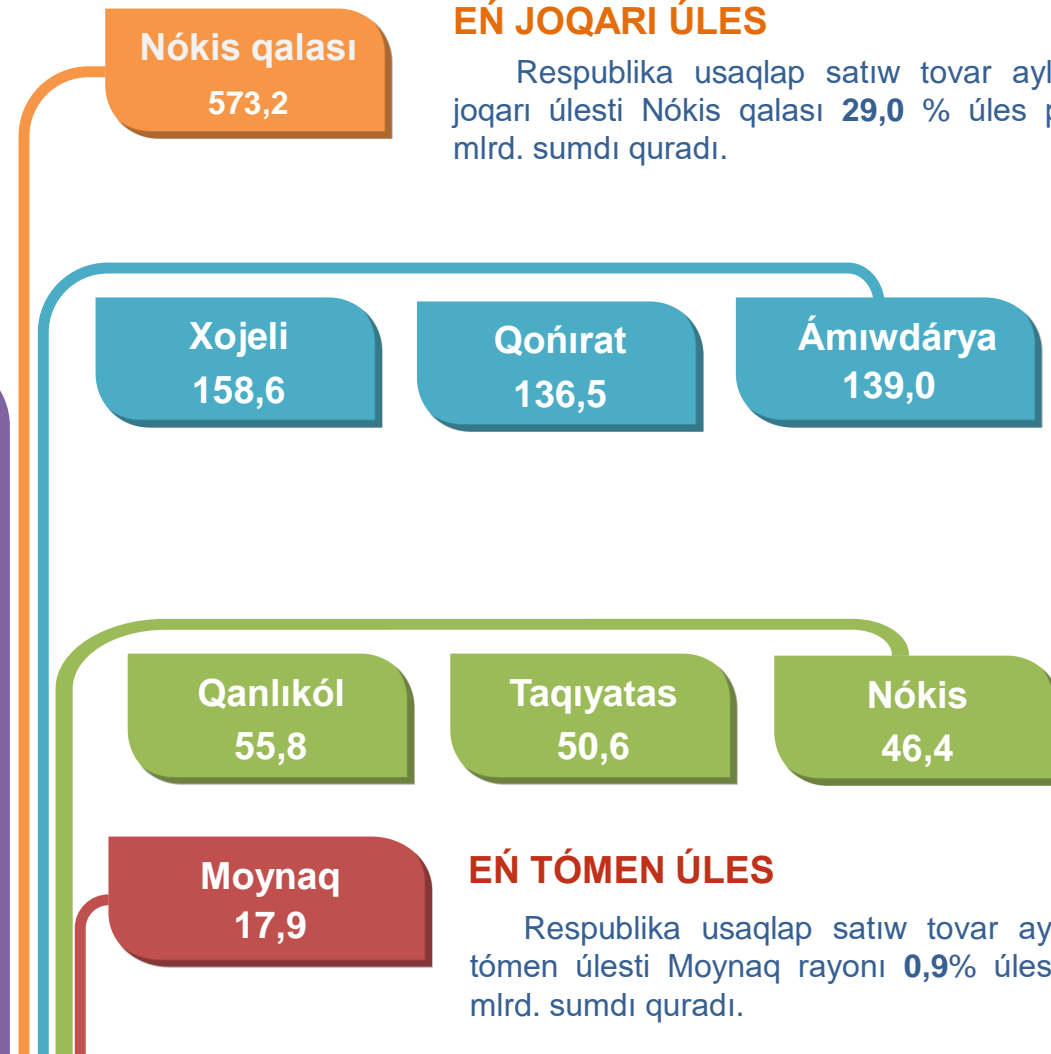 Nókis qalası
573,2
EŃ JOQARI ÚLES
Respublika usaqlap satıw tovar
joqarı úlesti Nókis qalası 29,0 % úles
mlrd. sumdı quradı.
Xojeli
158,6
Qońırat
136,5
Ámıwdárya
139,0
Qanlıkól
55,8
Taqıyatas
50,6
Nókis
46,4
Moynaq
17,9
EŃ TÓMEN ÚLES
Respublika usaqlap satıw tovar
tómen úlesti Moynaq rayonı 0,9% úles
mlrd. sumdı quradı.